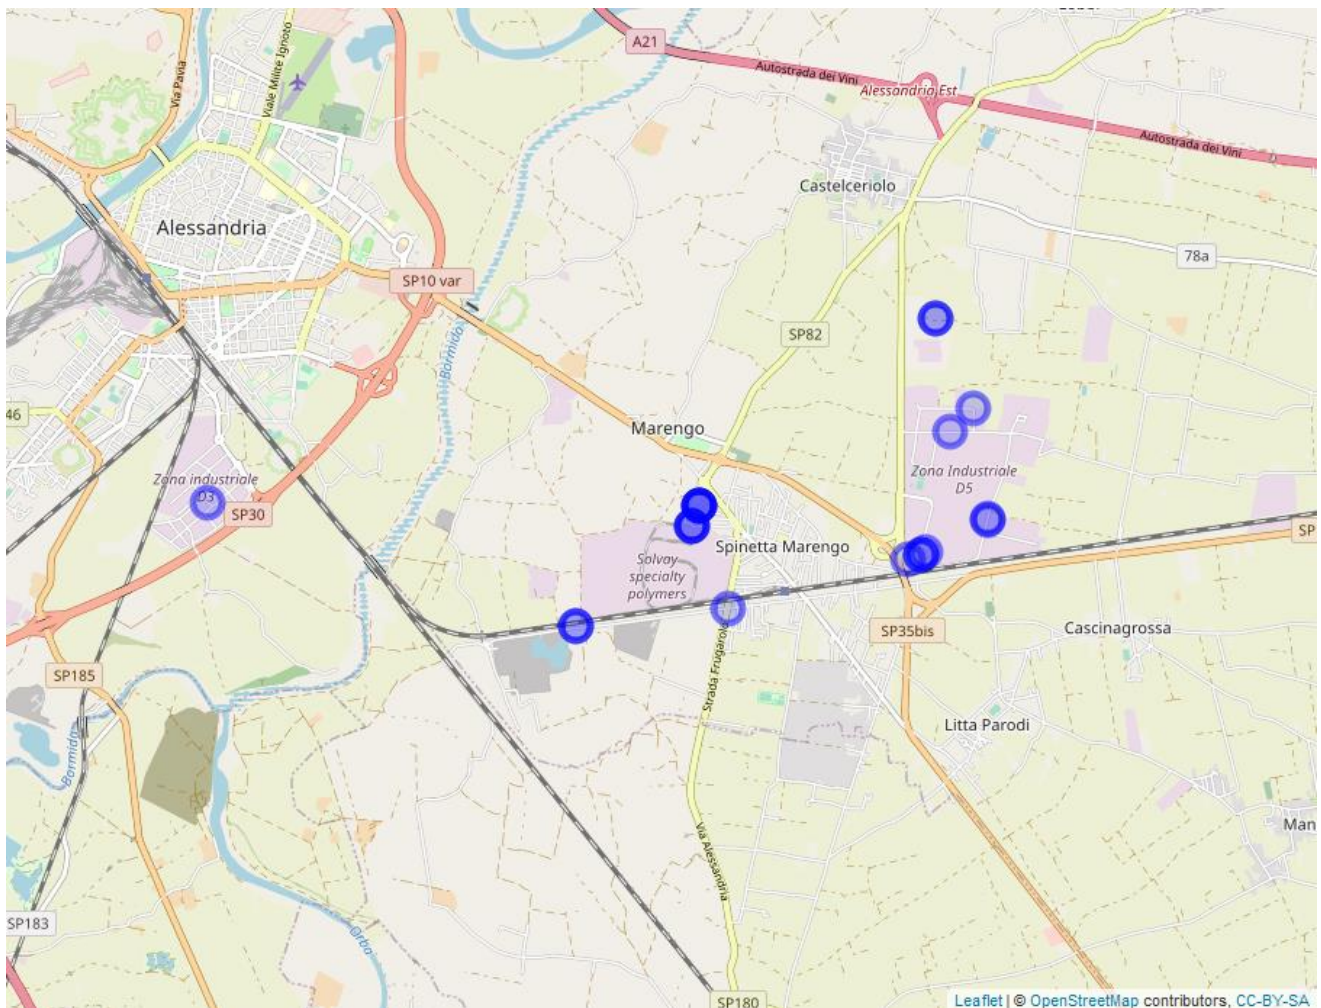 A21
Autostrada dei Vini
Alessandria Est
Autostrada dei Vini
Via Pavia
Viale Milite Ignoto
Castelceriolo
Alessandria
78a
SP10 var
Bormida
SP82
46
Marengo
Zona industriale
D3
Zona Industriale
D5
SP30
SP
Spinetta Marengo
Solvay
specialty
polymers
SP35bis
Cascinagrossa
Strada Frugarolo
SP185
Litta Parodi
Bormida
Man
Via Alessandria
SP183
Orba
SP180
Leaflet | © OpenStreetMap contributors, CC-BY-SA